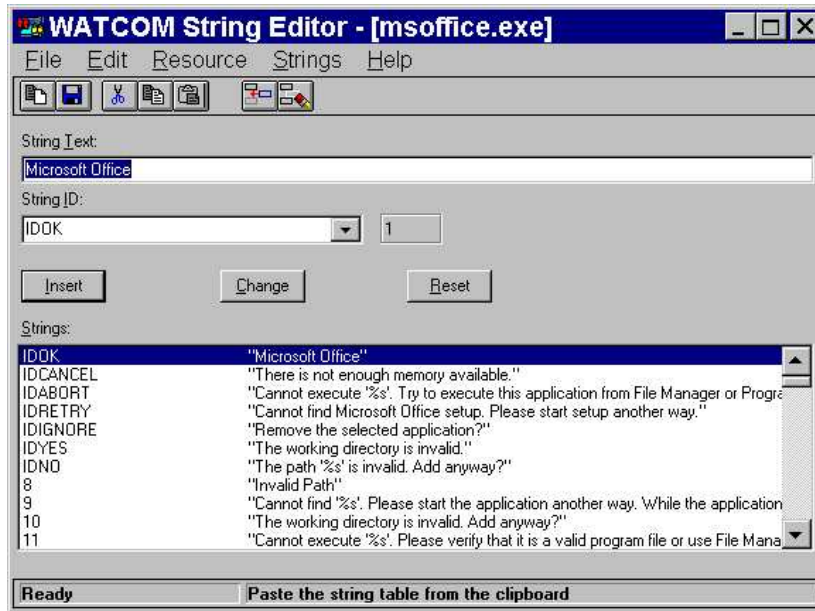 WATCOM String Editor - [msoffice.exe]
File Edit Resource Strings Help
String Text:
Microsoft Office
String ID:
IDOK 1
Insert Change Reset
Strings:
IDOK "Microsoft Office"
IDCANCEL "There is not enough memory available."
IDABORT "Cannot execute '%s'. Try to execute this application from File Manager or Progra
IDRETRY "Cannot find Microsoft Office setup. Please start setup another way."
IDIGNORE "Remove the selected application?"
IDYES "The working directory is invalid."
IDNO "The path '%s' is invalid. Add anyway?"
8 "Invalid Path"
9 "Cannot find '%s'. Please start the application another way. While the application
10 "The working directory is invalid. Add anyway?"
11 "Cannot execute '%s'. Please verify that it is a valid program file or use File Mana
Ready Paste the string table from the clipboard